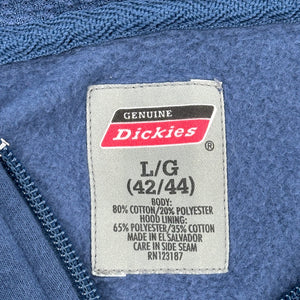 GENUINE
Dickies
®
L/G
(42/44)
BODY:
80% COTTON/20% POLYESTER
HOOD LINING:
65% POLYESTER/35% COTTON
MADE IN EL SALVADOR
CARE IN SIDE SEAM
RN123187